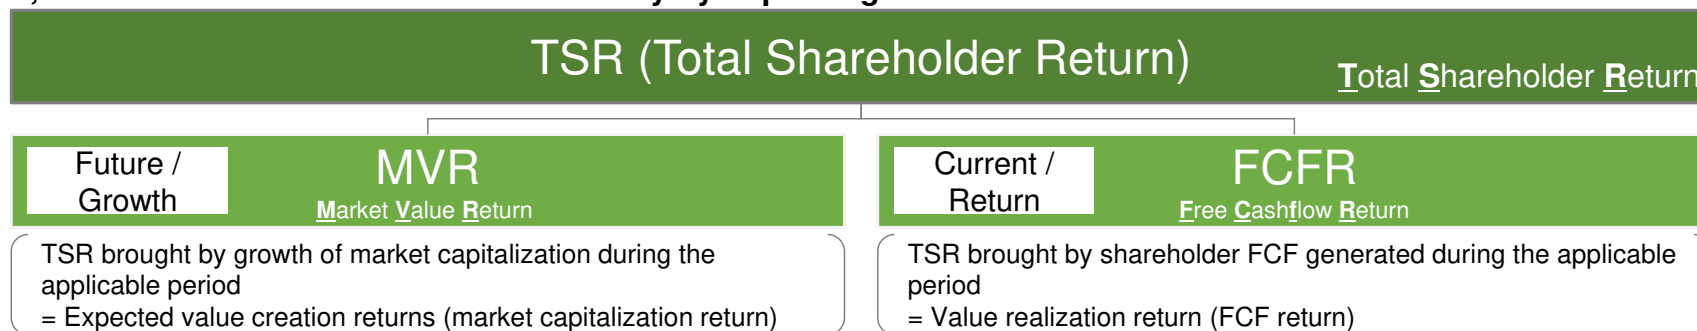 TSR (Total Shareholder Return)
Total Shareholder Return
Future /
Growth
MVR
Market Value Return
TSR brought by growth of market capitalization during the
applicable period
= Expected value creation returns (market capitalization return)
Current /
Return
FCFR
Free Cashflow Return
TSR brought by shareholder FCF generated during the applicable
period
= Value realization return (FCF return)